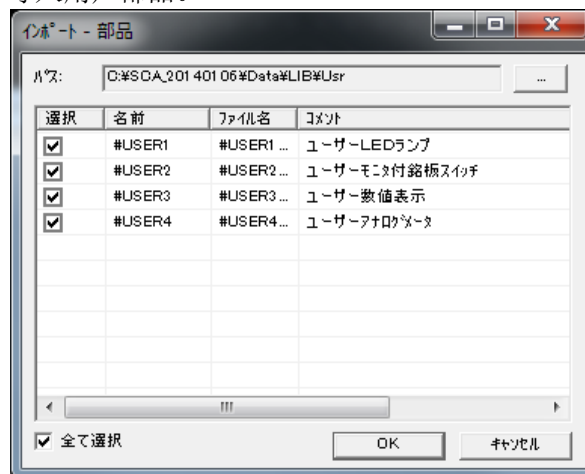 インポート - 部品
パス: C:¥SCA_20140106¥Data¥LIB¥Usr ...
選択 名前 ファイル名 コメント
#USER1 #USER1 ... ユーザーLEDランプ
#USER2 #USER2... ユーザーモニタ付銘板スイッチ
#USER3 #USER3... ユーザー数値表示
#USER4 #USER4... ユーザーアナログメータ
全て選択 OK キャンセル